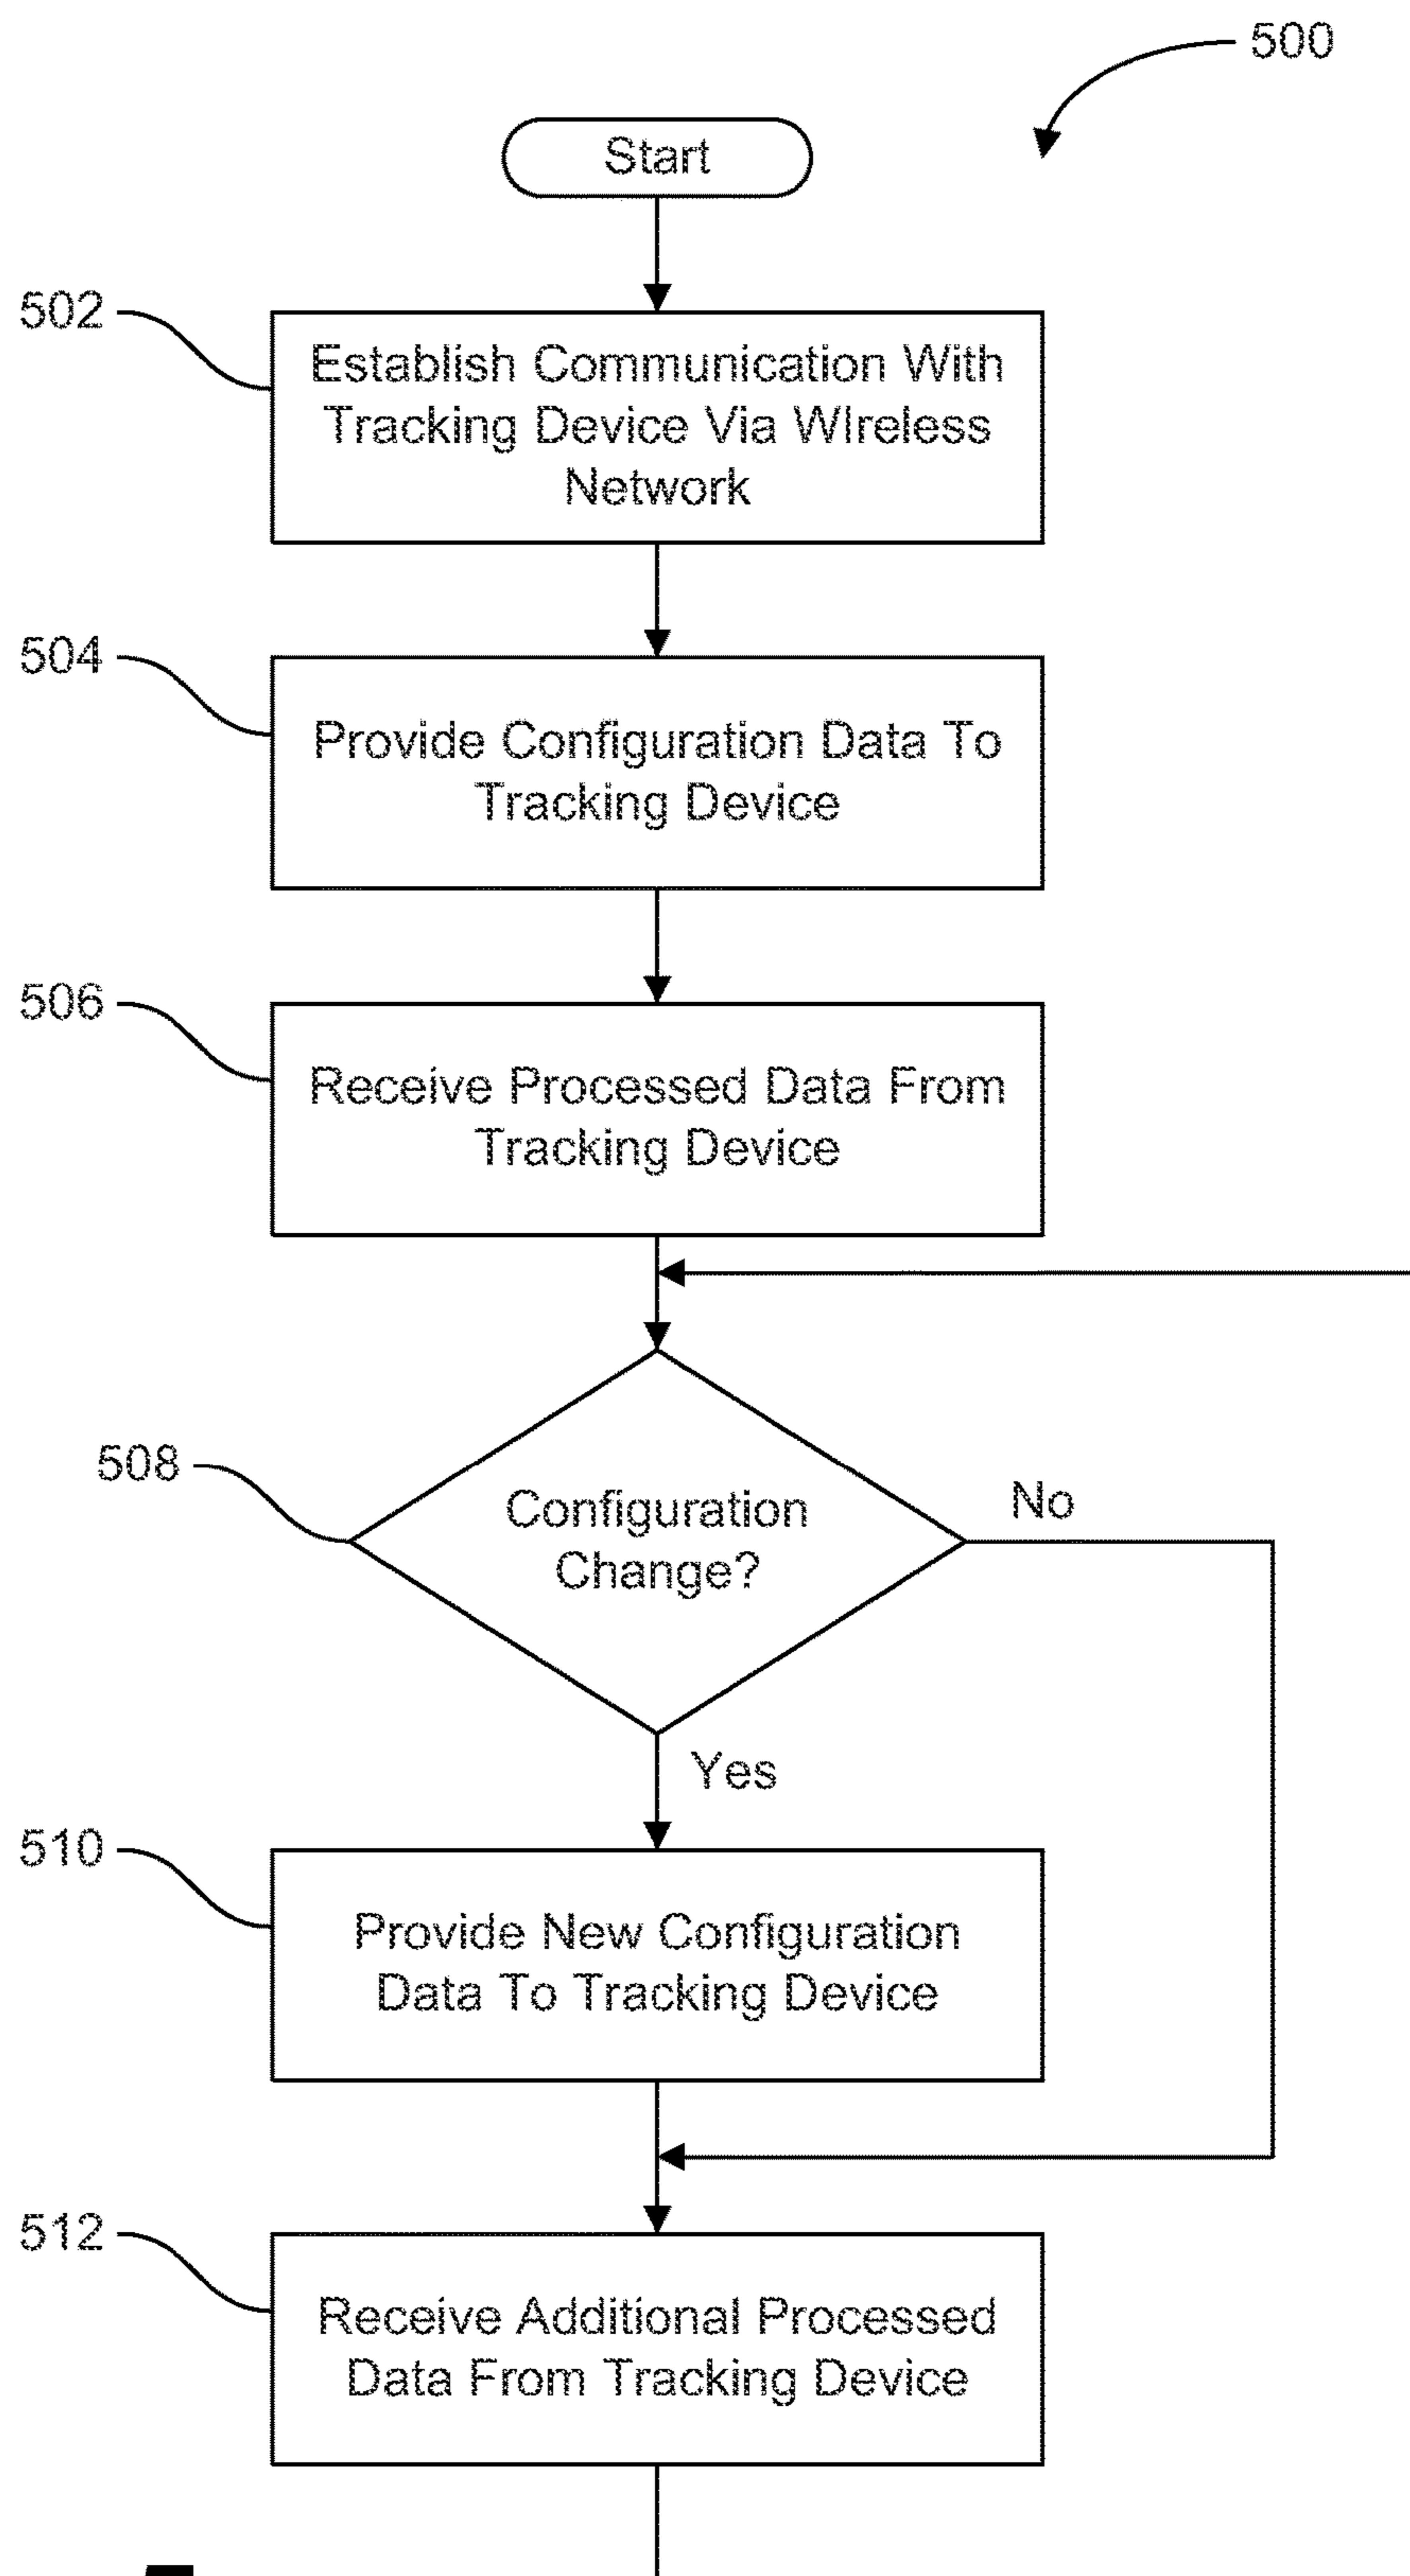 500
Start
502
Establish Communication With
Tracking Device Via WIreless
Network
504
Provide Configuration Data To
Tracking Device
506
Receive Processed Data From
Tracking Device
508
Configuration
Change?
No
Yes
510
Provide New Configuration
Data To Tracking Device
512
Receive Additional Processed
Data From Tracking Device